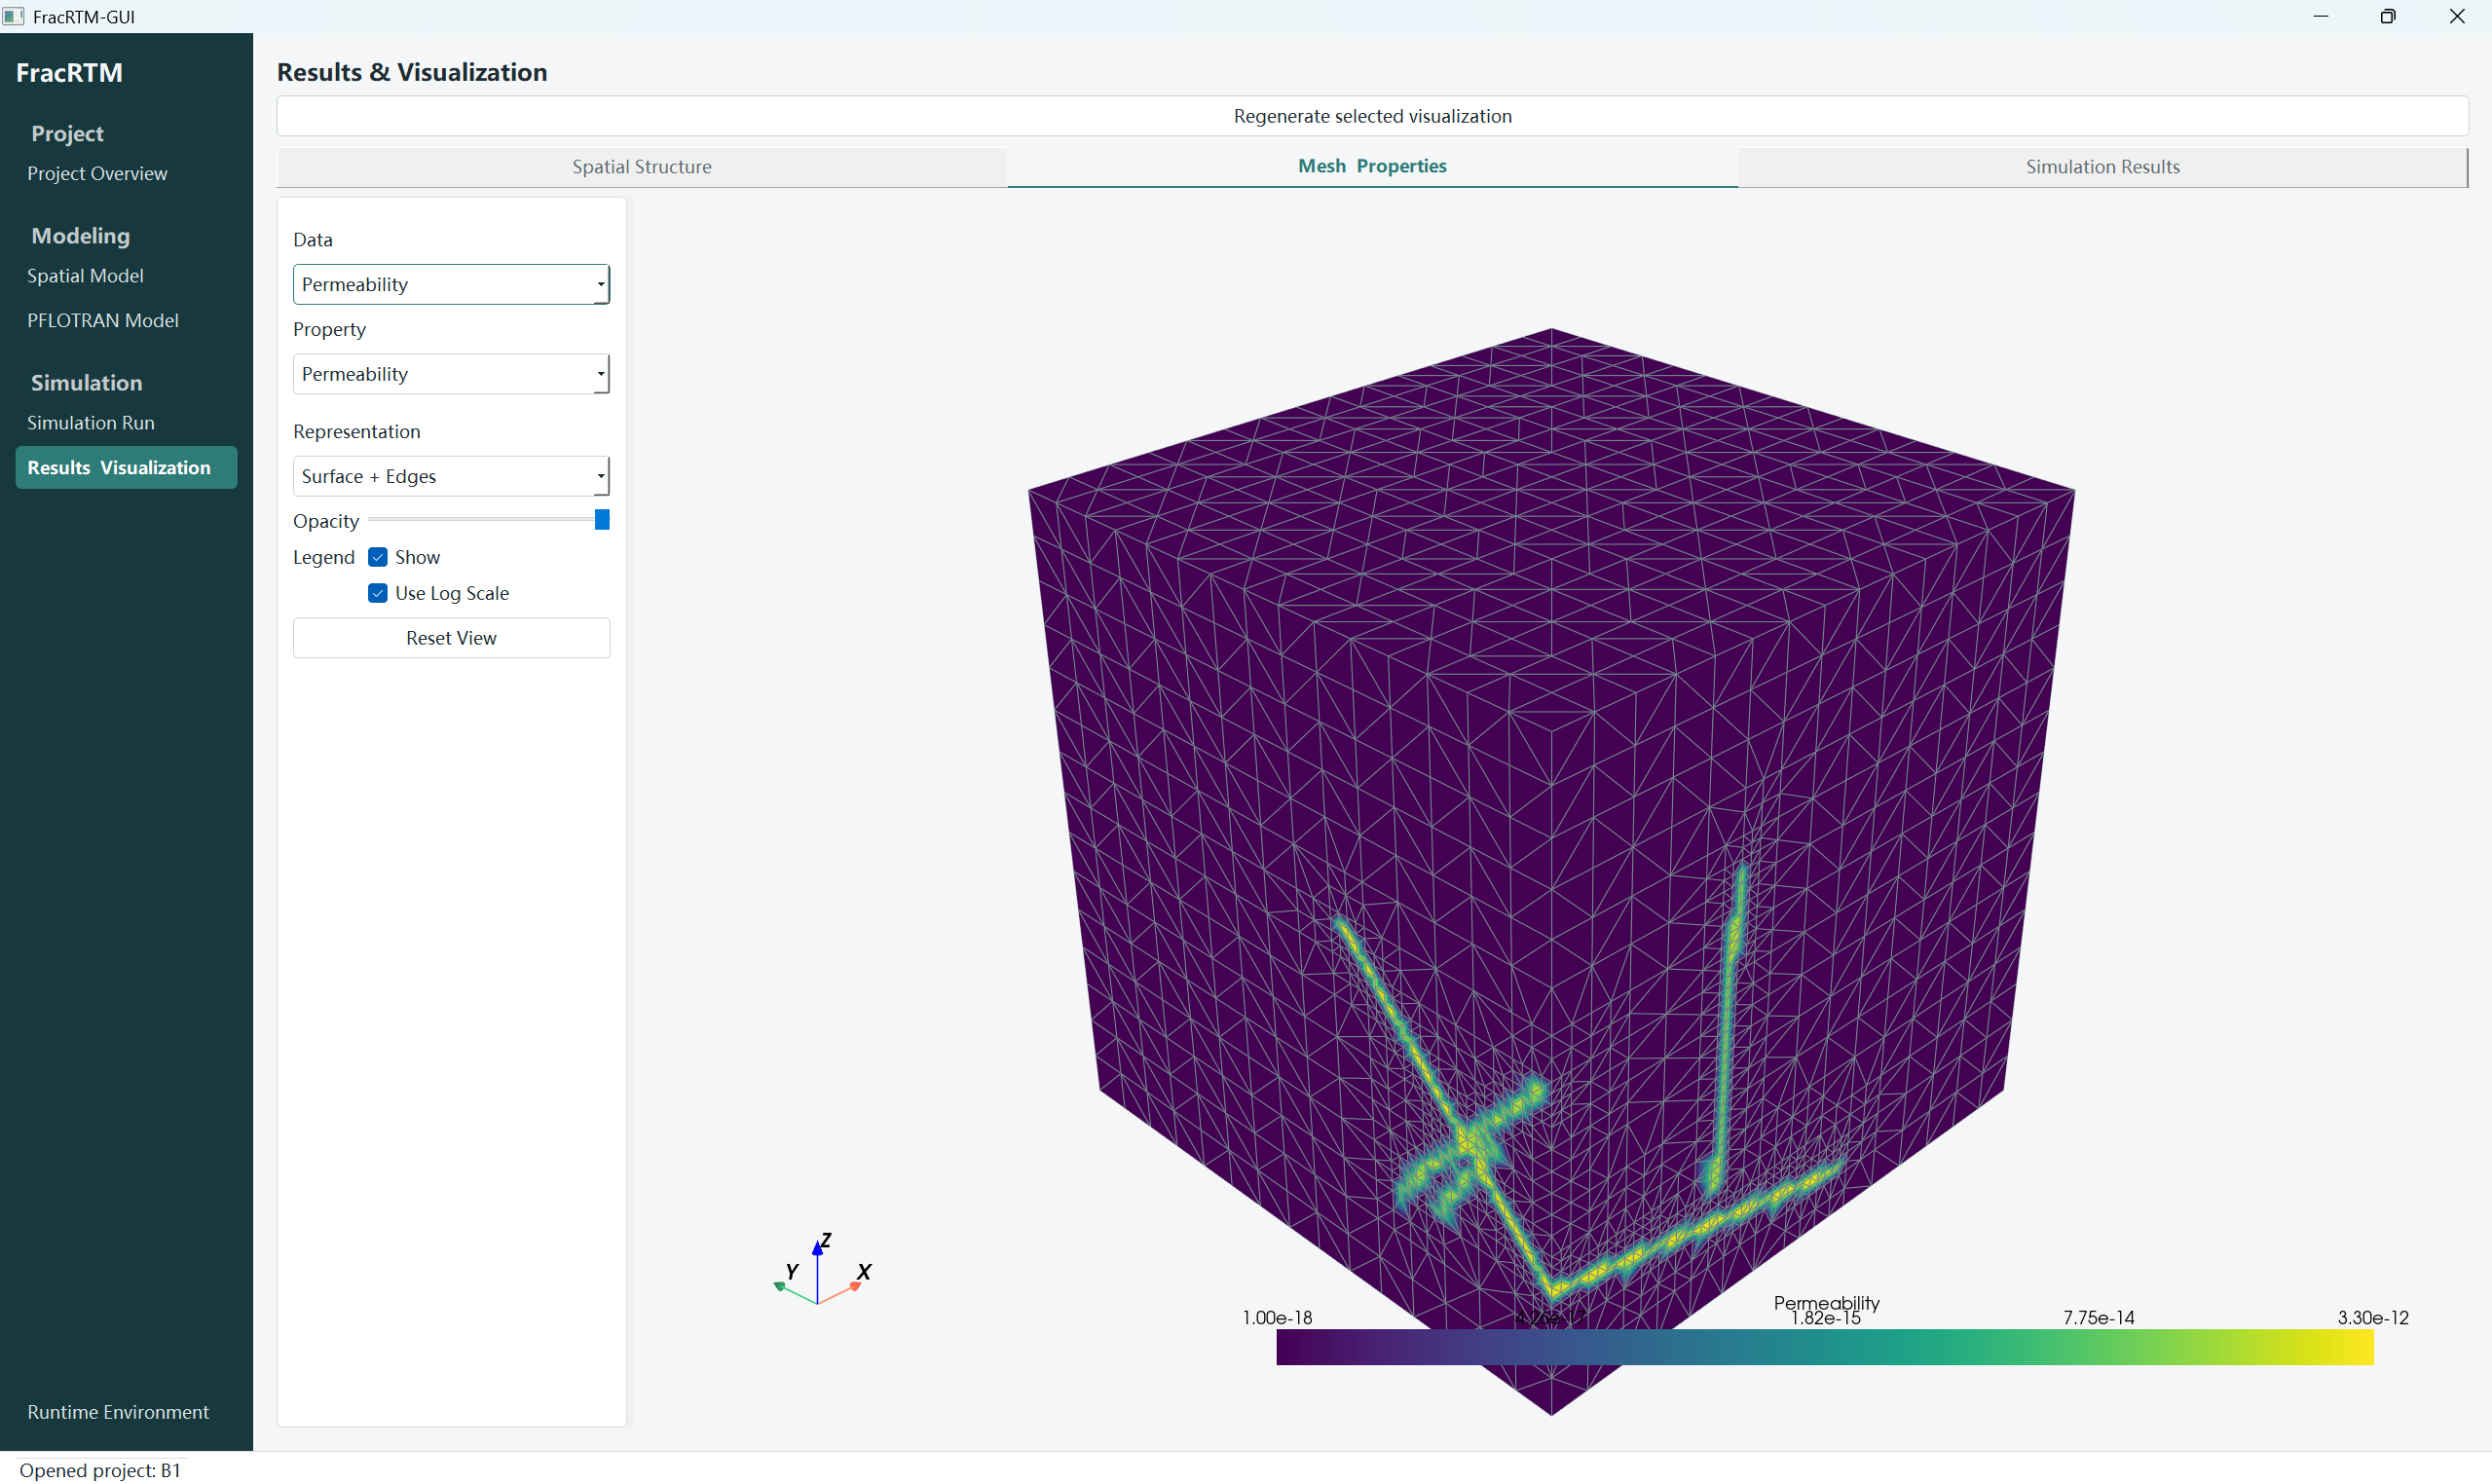 FracRTM-GUI
FracRTM
Project
Project Overview
Modeling
Spatial Model
PFLOTRAN Model
Simulation
Simulation Run
Results Visualization
Runtime Environment
Results & Visualization
Regenerate selected visualization
Spatial Structure
Mesh Properties
Simulation Results
Data
Permeability
Property
Permeability
Representation
Surface + Edges
Opacity
Legend Show
Use Log Scale
Reset View
Z
Y
X
Permeability
1.00e-18 1.82e-15 7.75e-14 3.30e-12
Opened project: B1